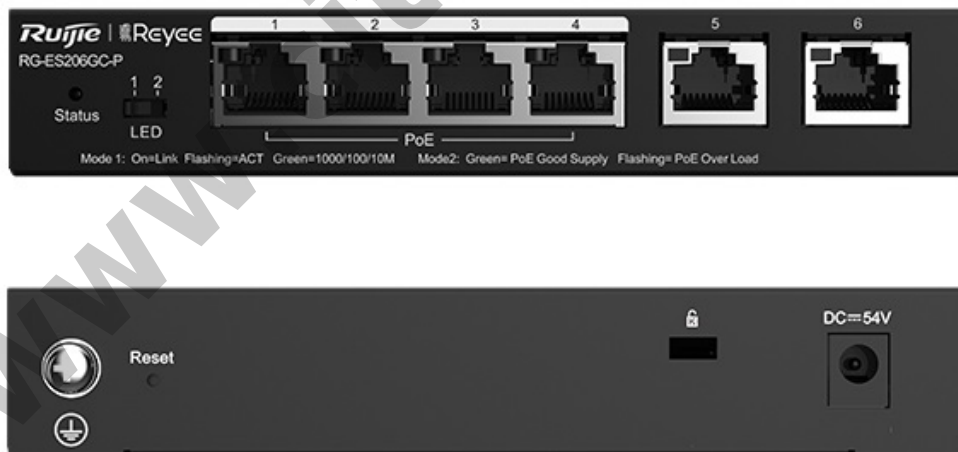 1 2 3 4 5 6
Ruijie | Reyee
RG-ES206GC-P
1 2
Status
LED
PoE
Mode 1: On=Link Flashing=ACT Green=1000/100/10M Mode2: Green= PoE Good Supply Flashing= PoE Over Load
DC⎓54V
Reset
K